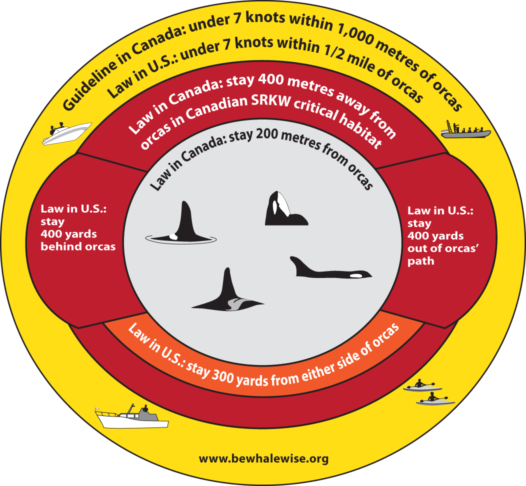 Guideline in Canada: under 7 knots within 1,000 metres of orcas
Law in U.S.: under 7 knots within 1/2 mile of orcas
Law in Canada: stay 400 metres away from
orcas in Canadian SRKW critical habitat
Law in Canada: stay 200 metres from orcas
Law in U.S.:
stay
400 yards
behind orcas
Law in U.S.:
stay
400 yards
out of orcas’
path
Law in U.S.: stay 300 yards from either side of orcas
www.bewhalewise.org